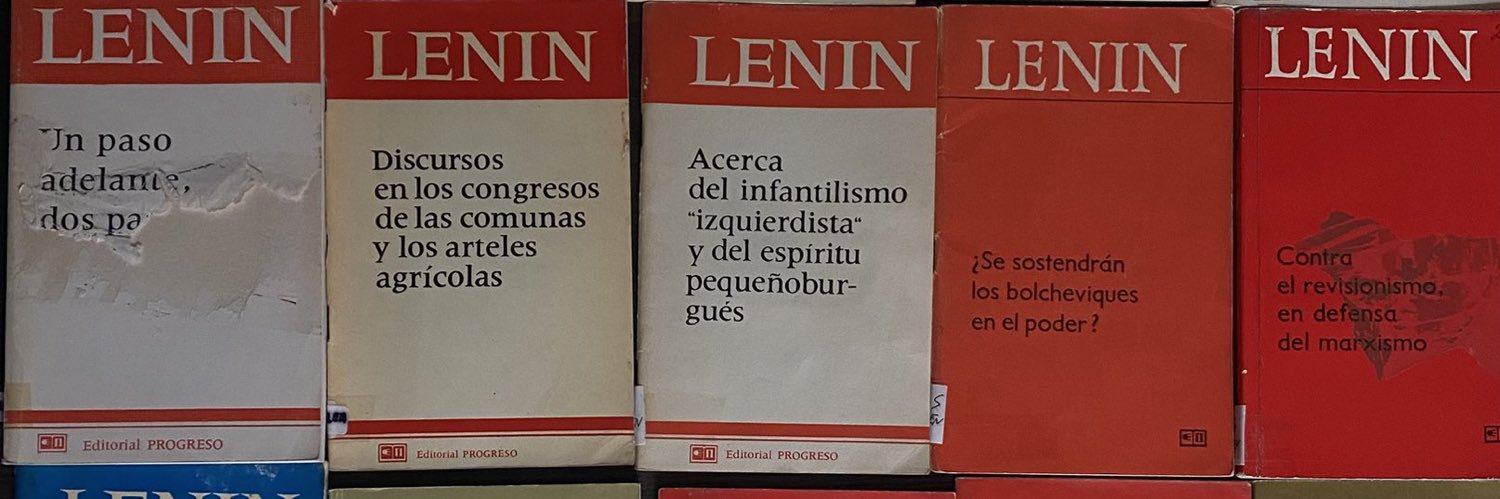 LENIN
Un paso
adelante,
dos pa
Editorial PROGRESO
LENIN
Discursos
en los congresos
de las comunas
y los arteles
agrícolas
Editorial PROGRESO
LENIN
Acerca
del infantilismo
"izquierdista"
y del espíritu
pequeñobur-
gués
Editorial PROGRESO
LENIN
¿Se sostendrán
los bolcheviques
en el poder?
LENIN
Contra
el revisionismo,
en defensa
del marxismo
LENIN